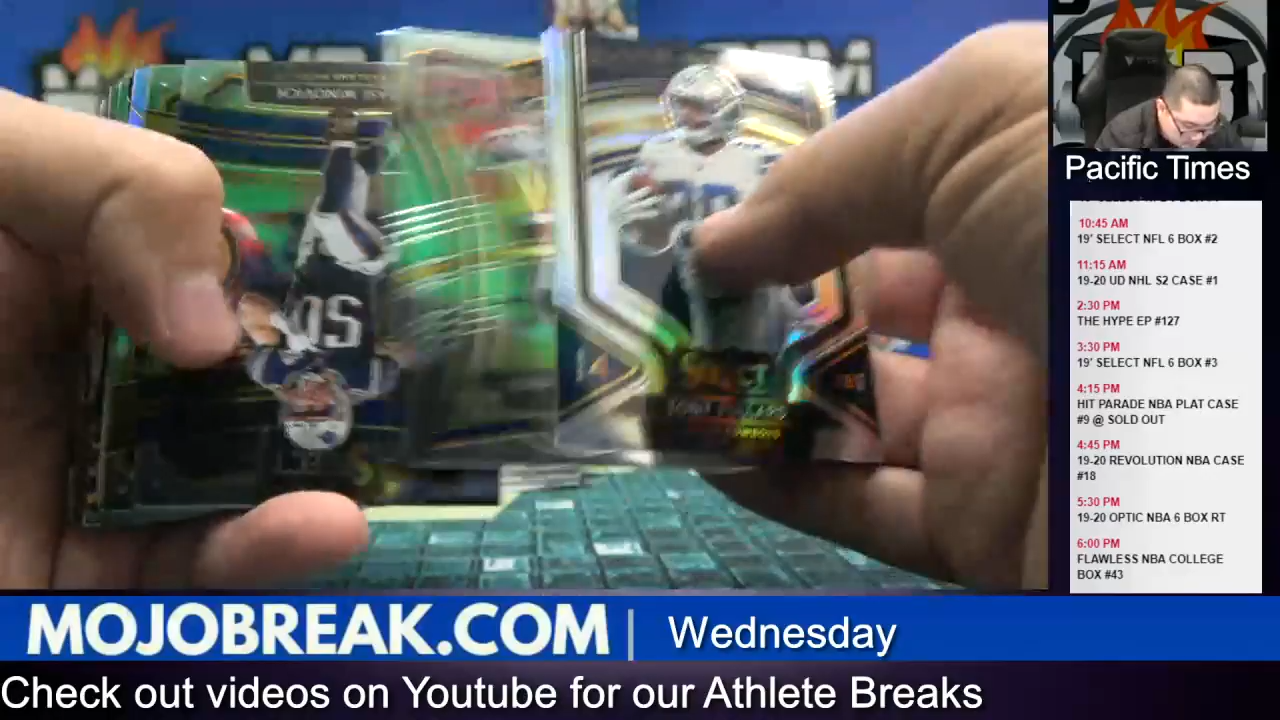 Pacific Times
10:45 AM
19' SELECT NFL 6 BOX #2
11:15 AM
19-20 UD NHL S2 CASE #1
2:30 PM
THE HYPE EP #127
3:30 PM
19' SELECT NFL 6 BOX #3
4:15 PM
HIT PARADE NBA PLAT CASE
#9 @ SOLD OUT
4:45 PM
19-20 REVOLUTION NBA CASE
#18
5:30 PM
19-20 OPTIC NBA 6 BOX RT
6:00 PM
FLAWLESS NBA COLLEGE
BOX #43
SELECT
TONY POLLARD
MOJOBREAK.COM | Wednesday
Check out videos on Youtube for our Athlete Breaks